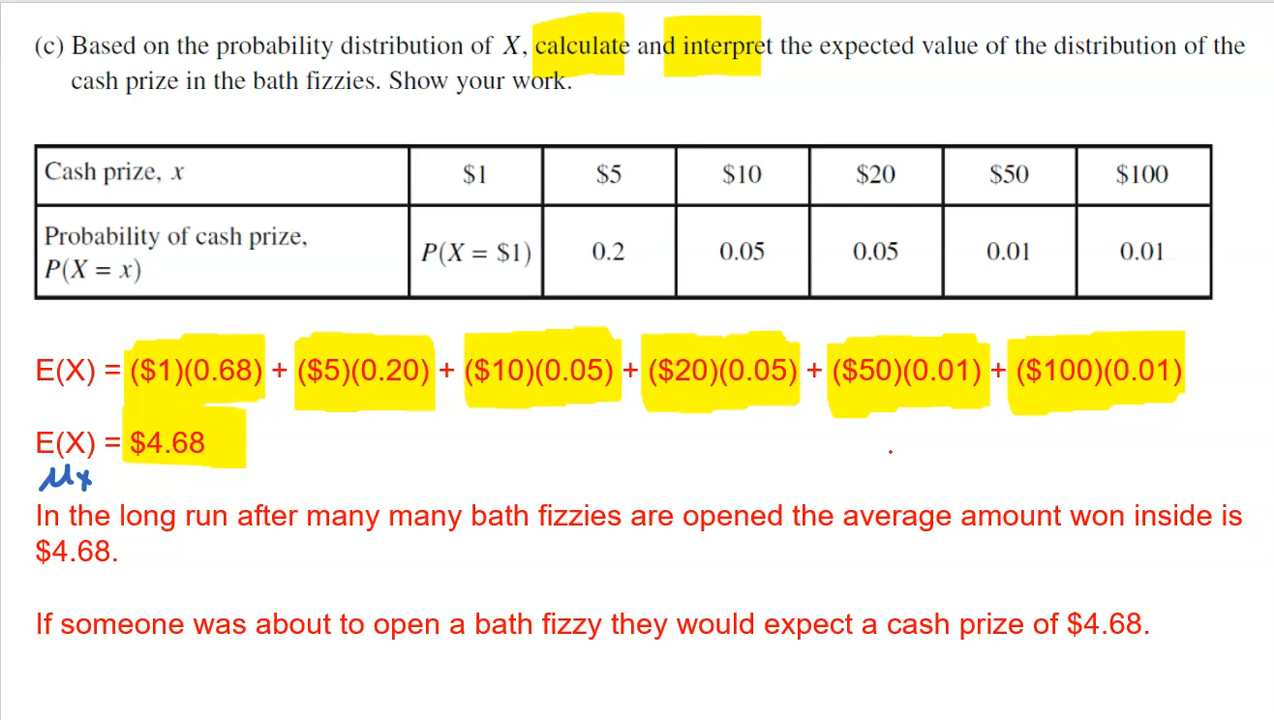 (c) Based on the probability distribution of X, calculate and interpret the expected value of the distribution of the
cash prize in the bath fizzies. Show your work.
Cash prize, x $1 $5 $10 $20 $50 $100
Probability of cash prize,
P(X = x) P(X = $1) 0.2 0.05 0.05 0.01 0.01
E(X) = ($1)(0.68) + ($5)(0.20) + ($10)(0.05) + ($20)(0.05) + ($50)(0.01) + ($100)(0.01)
E(X) = $4.68
μx
In the long run after many many bath fizzies are opened the average amount won inside is
$4.68.
If someone was about to open a bath fizzy they would expect a cash prize of $4.68.